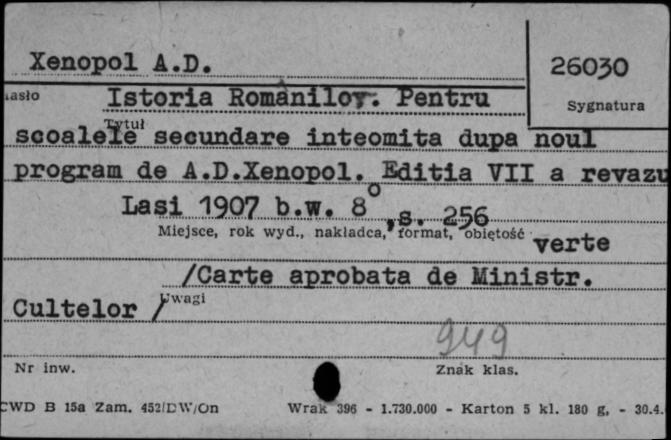 Xenopol A.D.
26030
Sygnatura
Istoria Românilor. Pentru
Tytuł
scoalele secundare inteomita dupa noul
program de A.D.Xenopol. Editia VII a revazu
Lasi 1907 b.w. 8°, s. 256
Miejsce, rok wyd., nakładca, format, objętość
verte
/Carte aprobata de Ministr.
Uwagi
Cultelor /
949
Nr inw.
Znak klas.
CWD B 15a Zam. 452/DW/On Wrak 396 - 1.730.000 - Karton 5 kl. 180 g, - 30.4.